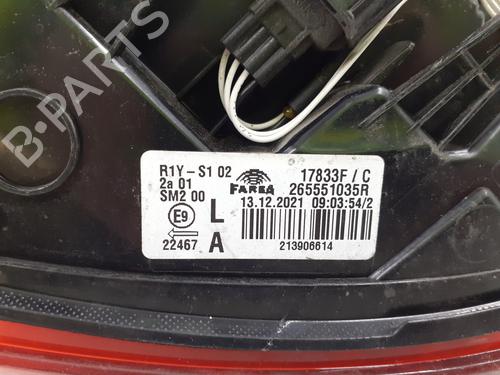 B-PARTS
R1Y-S1 02
2a 01
SM2 00
FARBA
17833F / C
265551035R
13.12.2021 09:03:54/2
E9
L
22467
A
213906614